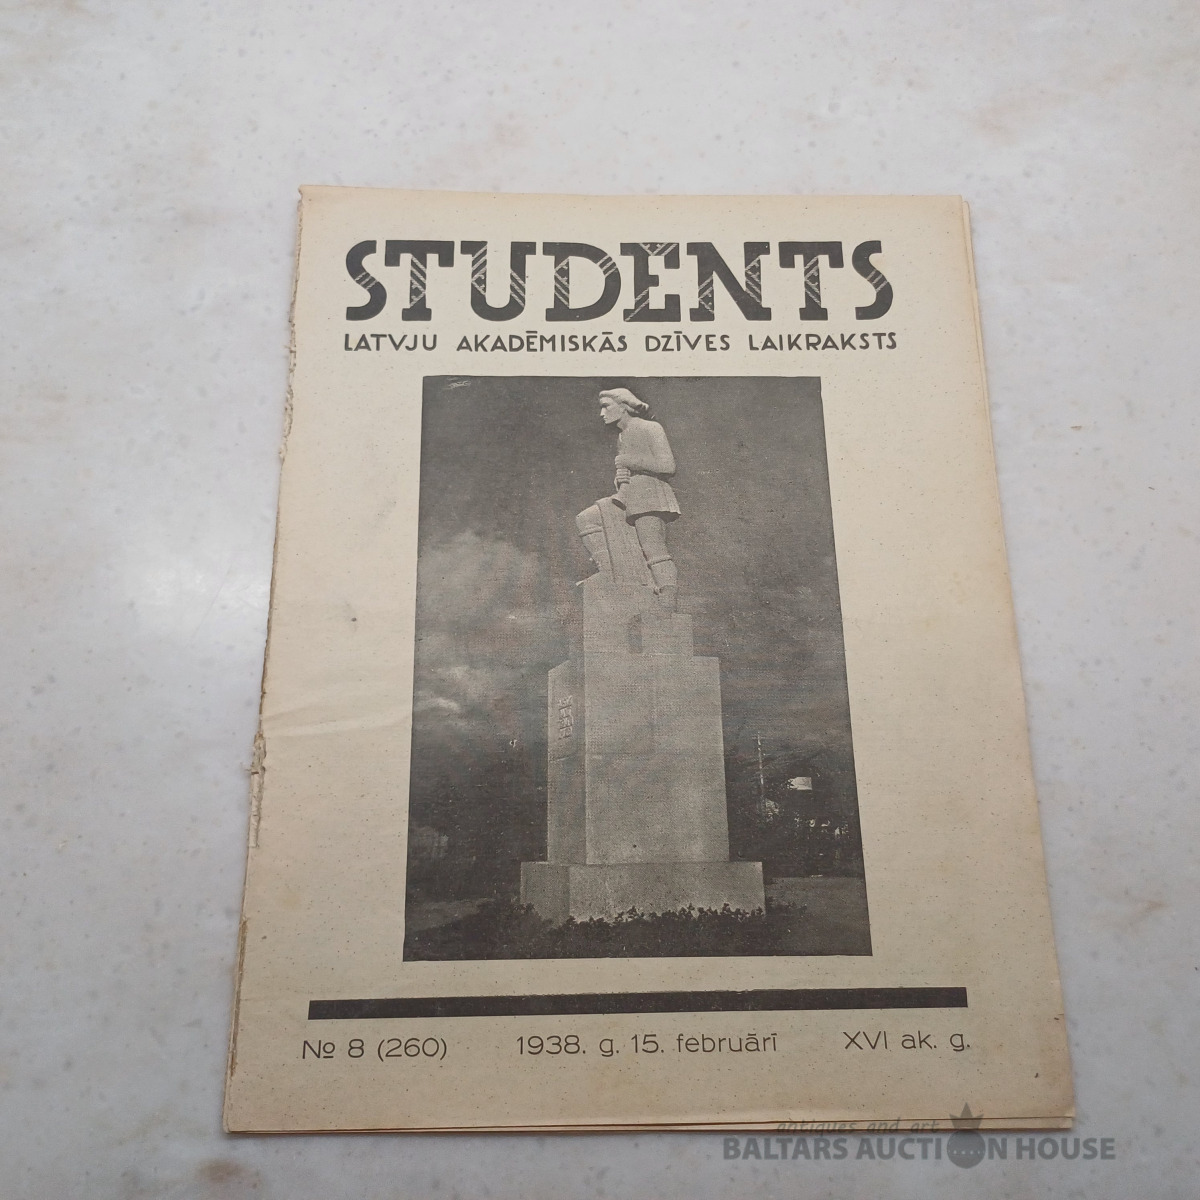 STUDENTS
LATVJU AKADĒMISKĀS DZĪVES LAIKRAKSTS
№ 8 (260) 1938. g. 15. februārī XVI ak. g.
antiques and art
BALTARS AUCTION HOUSE